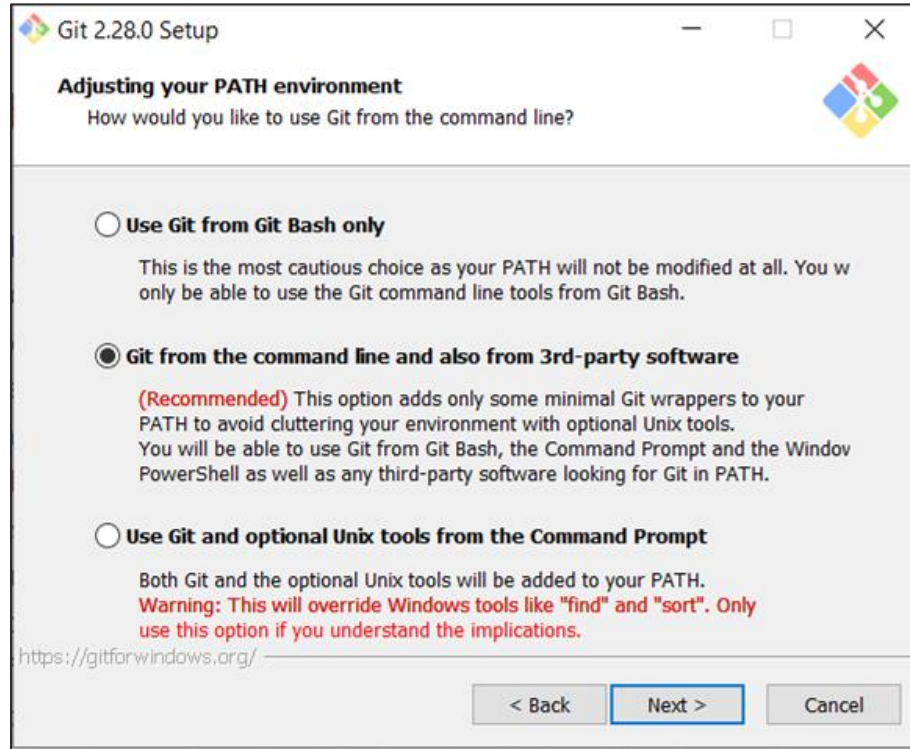 Git 2.28.0 Setup
Adjusting your PATH environment
How would you like to use Git from the command line?
Use Git from Git Bash only
This is the most cautious choice as your PATH will not be modified at all. You w
only be able to use the Git command line tools from Git Bash.
Git from the command line and also from 3rd-party software
(Recommended) This option adds only some minimal Git wrappers to your
PATH to avoid cluttering your environment with optional Unix tools.
You will be able to use Git from Git Bash, the Command Prompt and the Window
PowerShell as well as any third-party software looking for Git in PATH.
Use Git and optional Unix tools from the Command Prompt
Both Git and the optional Unix tools will be added to your PATH.
Warning: This will override Windows tools like "find" and "sort". Only
use this option if you understand the implications.
https://gitforwindows.org/
< Back Next > Cancel